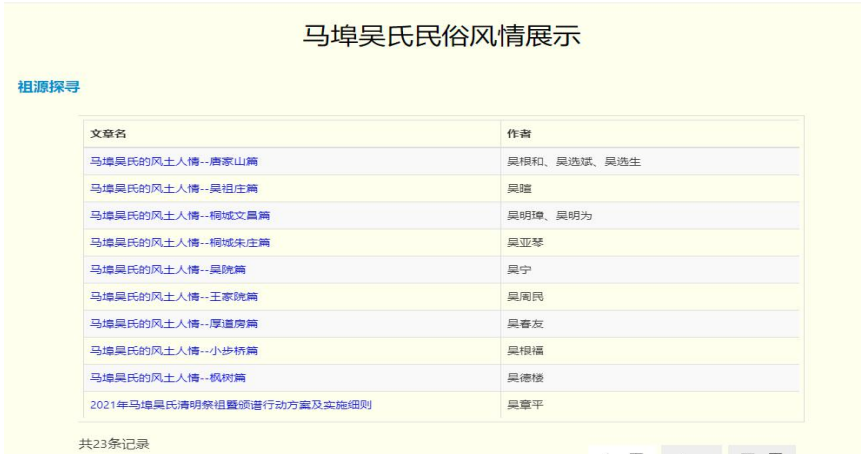 马埠吴氏民俗风情展示
祖源探寻
文章名 作者
马埠吴氏的风土人情--唐家山篇 吴根和、吴选斌、吴选生
马埠吴氏的风土人情--吴祖庄篇 吴暄
马埠吴氏的风土人情--桐城文昌篇 吴明璋、吴明为
马埠吴氏的风土人情--桐城朱庄篇 吴亚琴
马埠吴氏的风土人情--吴院篇 吴宁
马埠吴氏的风土人情--王家院篇 吴周民
马埠吴氏的风土人情--厚道房篇 吴春友
马埠吴氏的风土人情--小步桥篇 吴根福
马埠吴氏的风土人情--枫树篇 吴德楼
2021年马埠吴氏清明祭祖暨颁谱行动方案及实施细则 吴章平
共23条记录